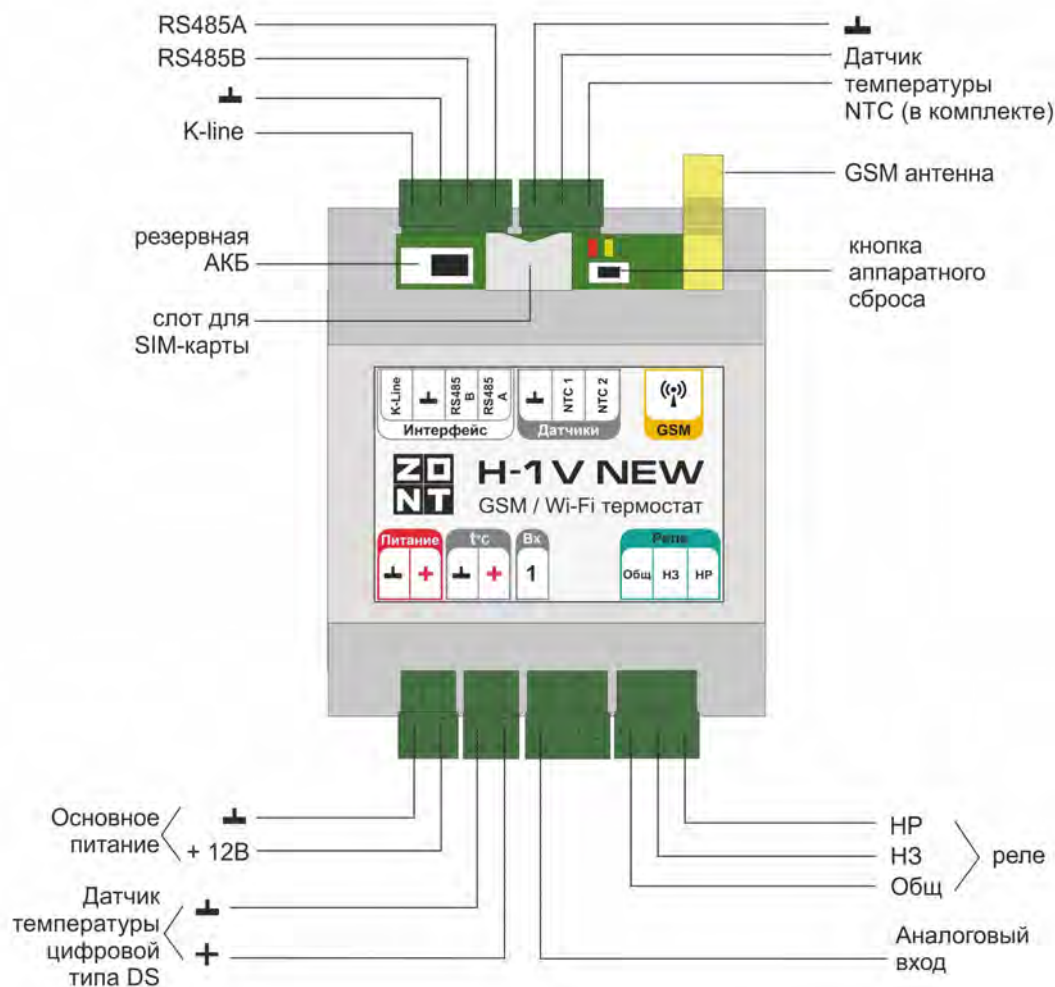 RS485A
RS485B
K-line
резервная
АКБ
слот для
SIM-карты
Датчик
температуры
NTC (в комплекте)
GSM антенна
кнопка
аппаратного
сброса
K-Line
RS485
B
RS485
A
Интерфейс
NTC 1
NTC 2
Датчики
GSM
ZONT
H-1V NEW
GSM / Wi-Fi термостат
Питание
+
t°C
+
Вх
1
Реле
Общ
НЗ
НР
Основное
питание
+ 12В
Датчик
температуры
цифровой
типа DS
+
НР
НЗ
Общ
реле
Аналоговый
вход